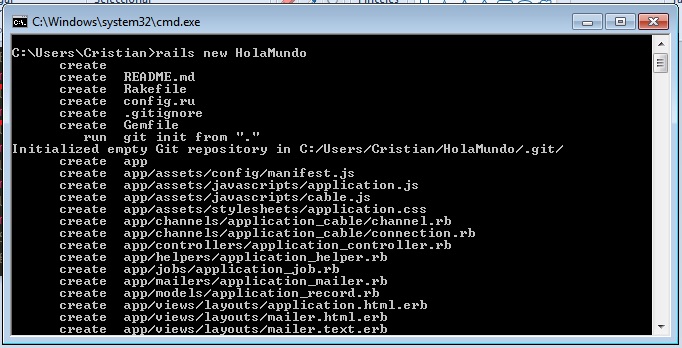 Seleccionar
C:\Windows\system32\cmd.exe
C:\Users\Cristian>rails new HolaMundo
create
create README.md
create Rakefile
create config.ru
create .gitignore
create Gemfile
run git init from "."
Initialized empty Git repository in C:/Users/Cristian/HolaMundo/.git/
create app
create app/assets/config/manifest.js
create app/assets/javascripts/application.js
create app/assets/javascripts/cable.js
create app/assets/stylesheets/application.css
create app/channels/application_cable/channel.rb
create app/channels/application_cable/connection.rb
create app/controllers/application_controller.rb
create app/helpers/application_helper.rb
create app/jobs/application_job.rb
create app/mailers/application_mailer.rb
create app/models/application_record.rb
create app/views/layouts/application.html.erb
create app/views/layouts/mailer.html.erb
create app/views/layouts/mailer.text.erb